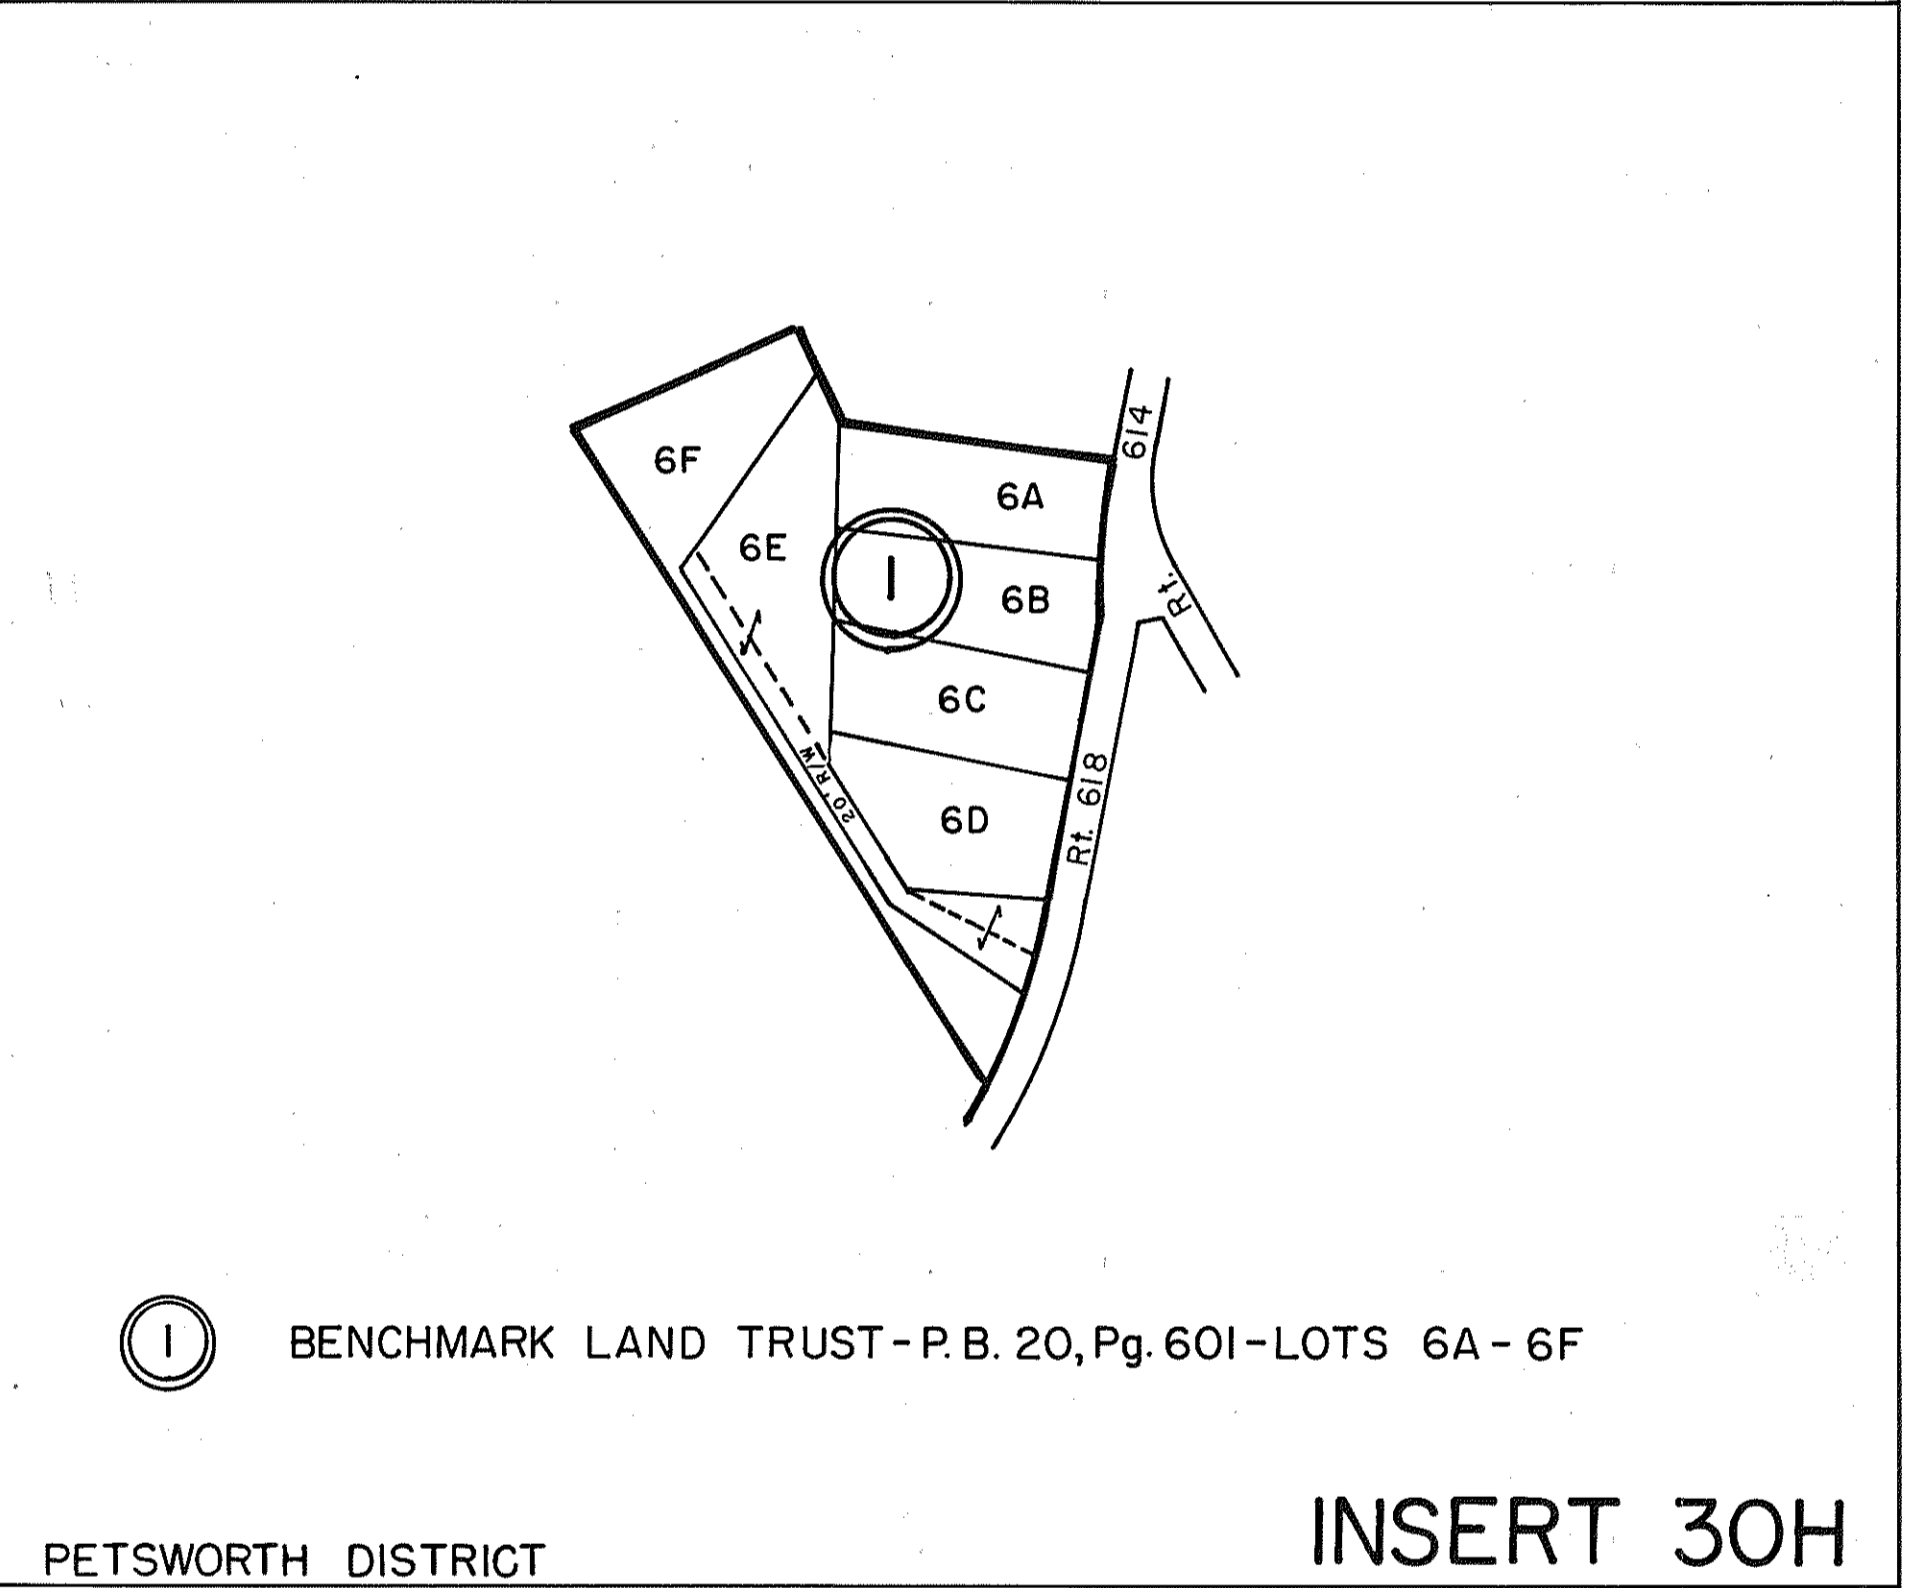 614
6F
6A
6E
1
6B
Rt.
6C
Rt. 618
20' R/W
6D
1 BENCHMARK LAND TRUST - P.B. 20, Pg. 601 - LOTS 6A - 6F
INSERT 30H
PETSWORTH DISTRICT